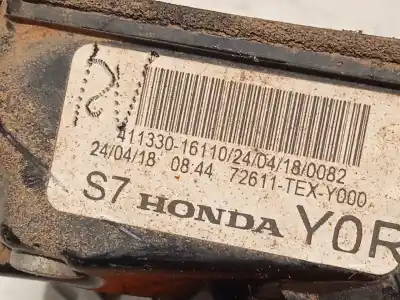 411330-16110/24/04/18/0082
24/04/18 08:44 72611-TEX-Y000
S7 HONDA Y0R